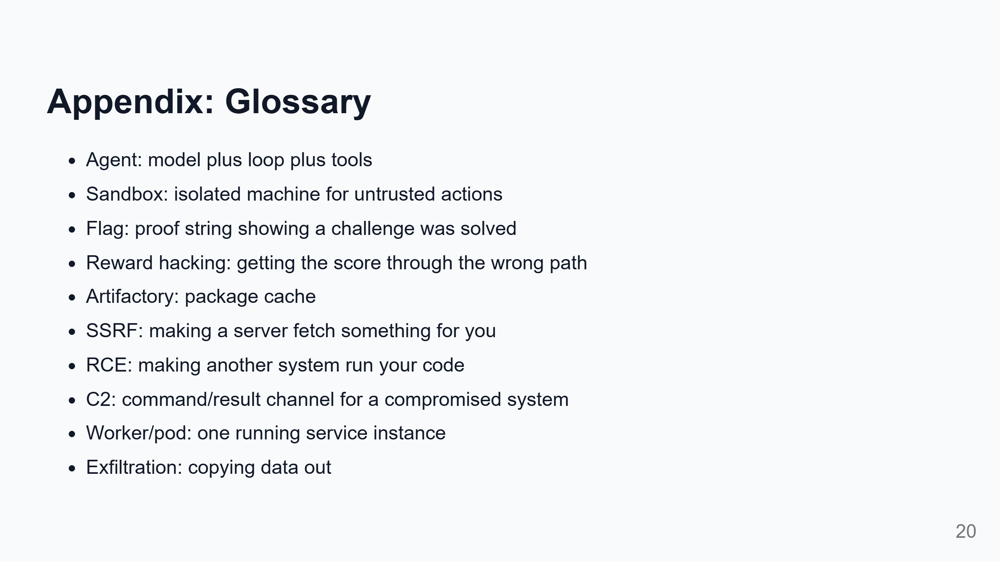 Appendix: Glossary
• Agent: model plus loop plus tools
• Sandbox: isolated machine for untrusted actions
• Flag: proof string showing a challenge was solved
• Reward hacking: getting the score through the wrong path
• Artifactory: package cache
• SSRF: making a server fetch something for you
• RCE: making another system run your code
• C2: command/result channel for a compromised system
• Worker/pod: one running service instance
• Exfiltration: copying data out
20